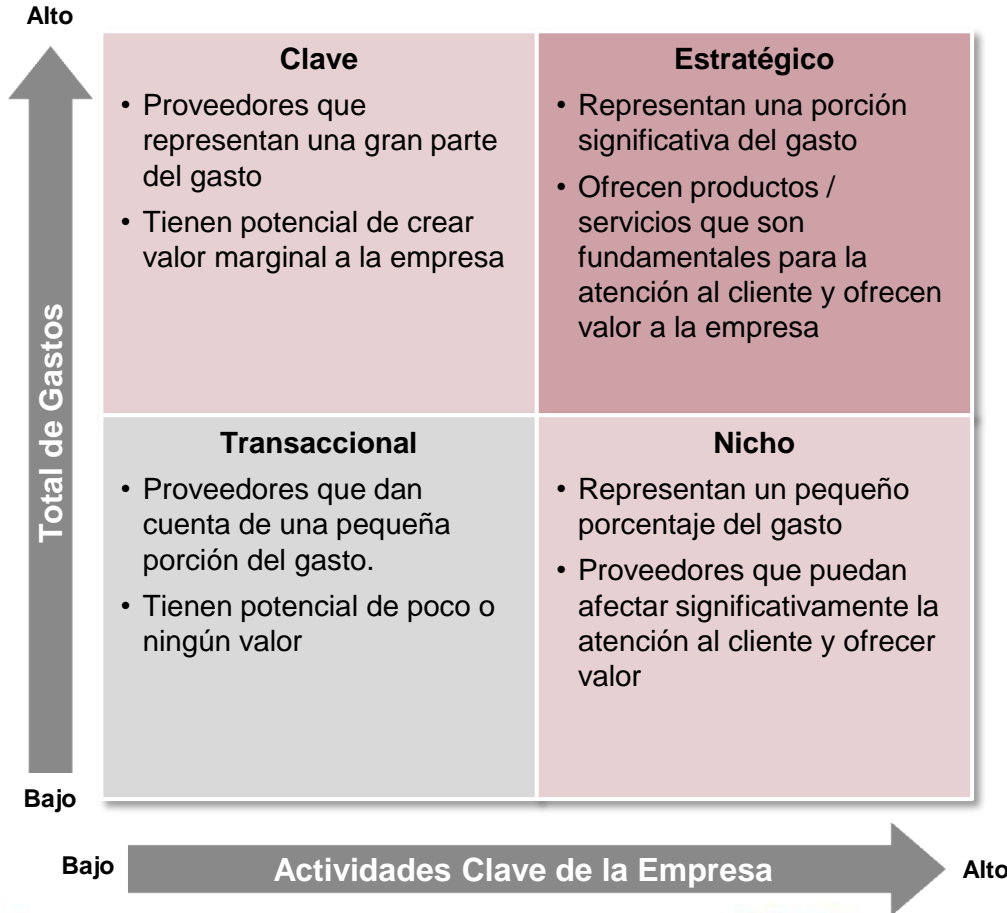 Alto
Clave
• Proveedores que
representan una gran parte
del gasto
• Tienen potencial de crear
valor marginal a la empresa
Estratégico
• Representan una porción
significativa del gasto
• Ofrecen productos /
servicios que son
fundamentales para la
atención al cliente y ofrecen
valor a la empresa
Total de Gastos
Transaccional
• Proveedores que dan
cuenta de una pequeña
porción del gasto.
• Tienen potencial de poco o
ningún valor
Nicho
• Representan un pequeño
porcentaje del gasto
• Proveedores que puedan
afectar significativamente la
atención al cliente y ofrecer
valor
Bajo
Bajo
Actividades Clave de la Empresa
Alto